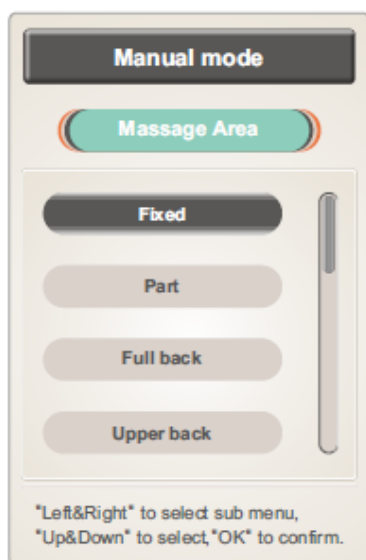 Manual mode
Massage Area
Fixed
Part
Full back
Upper back
"Left&Right" to select sub menu,
"Up&Down" to select,"OK" to confirm.